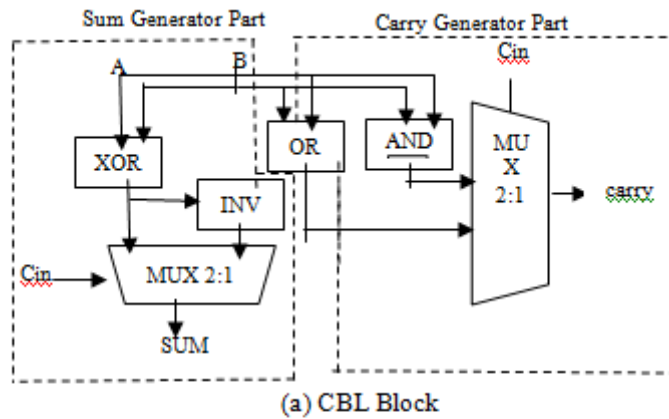 Sum Generator Part
Carry Generator Part
Cin
A
B
XOR
OR
AND
MU
X
2:1
carry
INV
Cin
MUX 2:1
SUM
(a) CBL Block